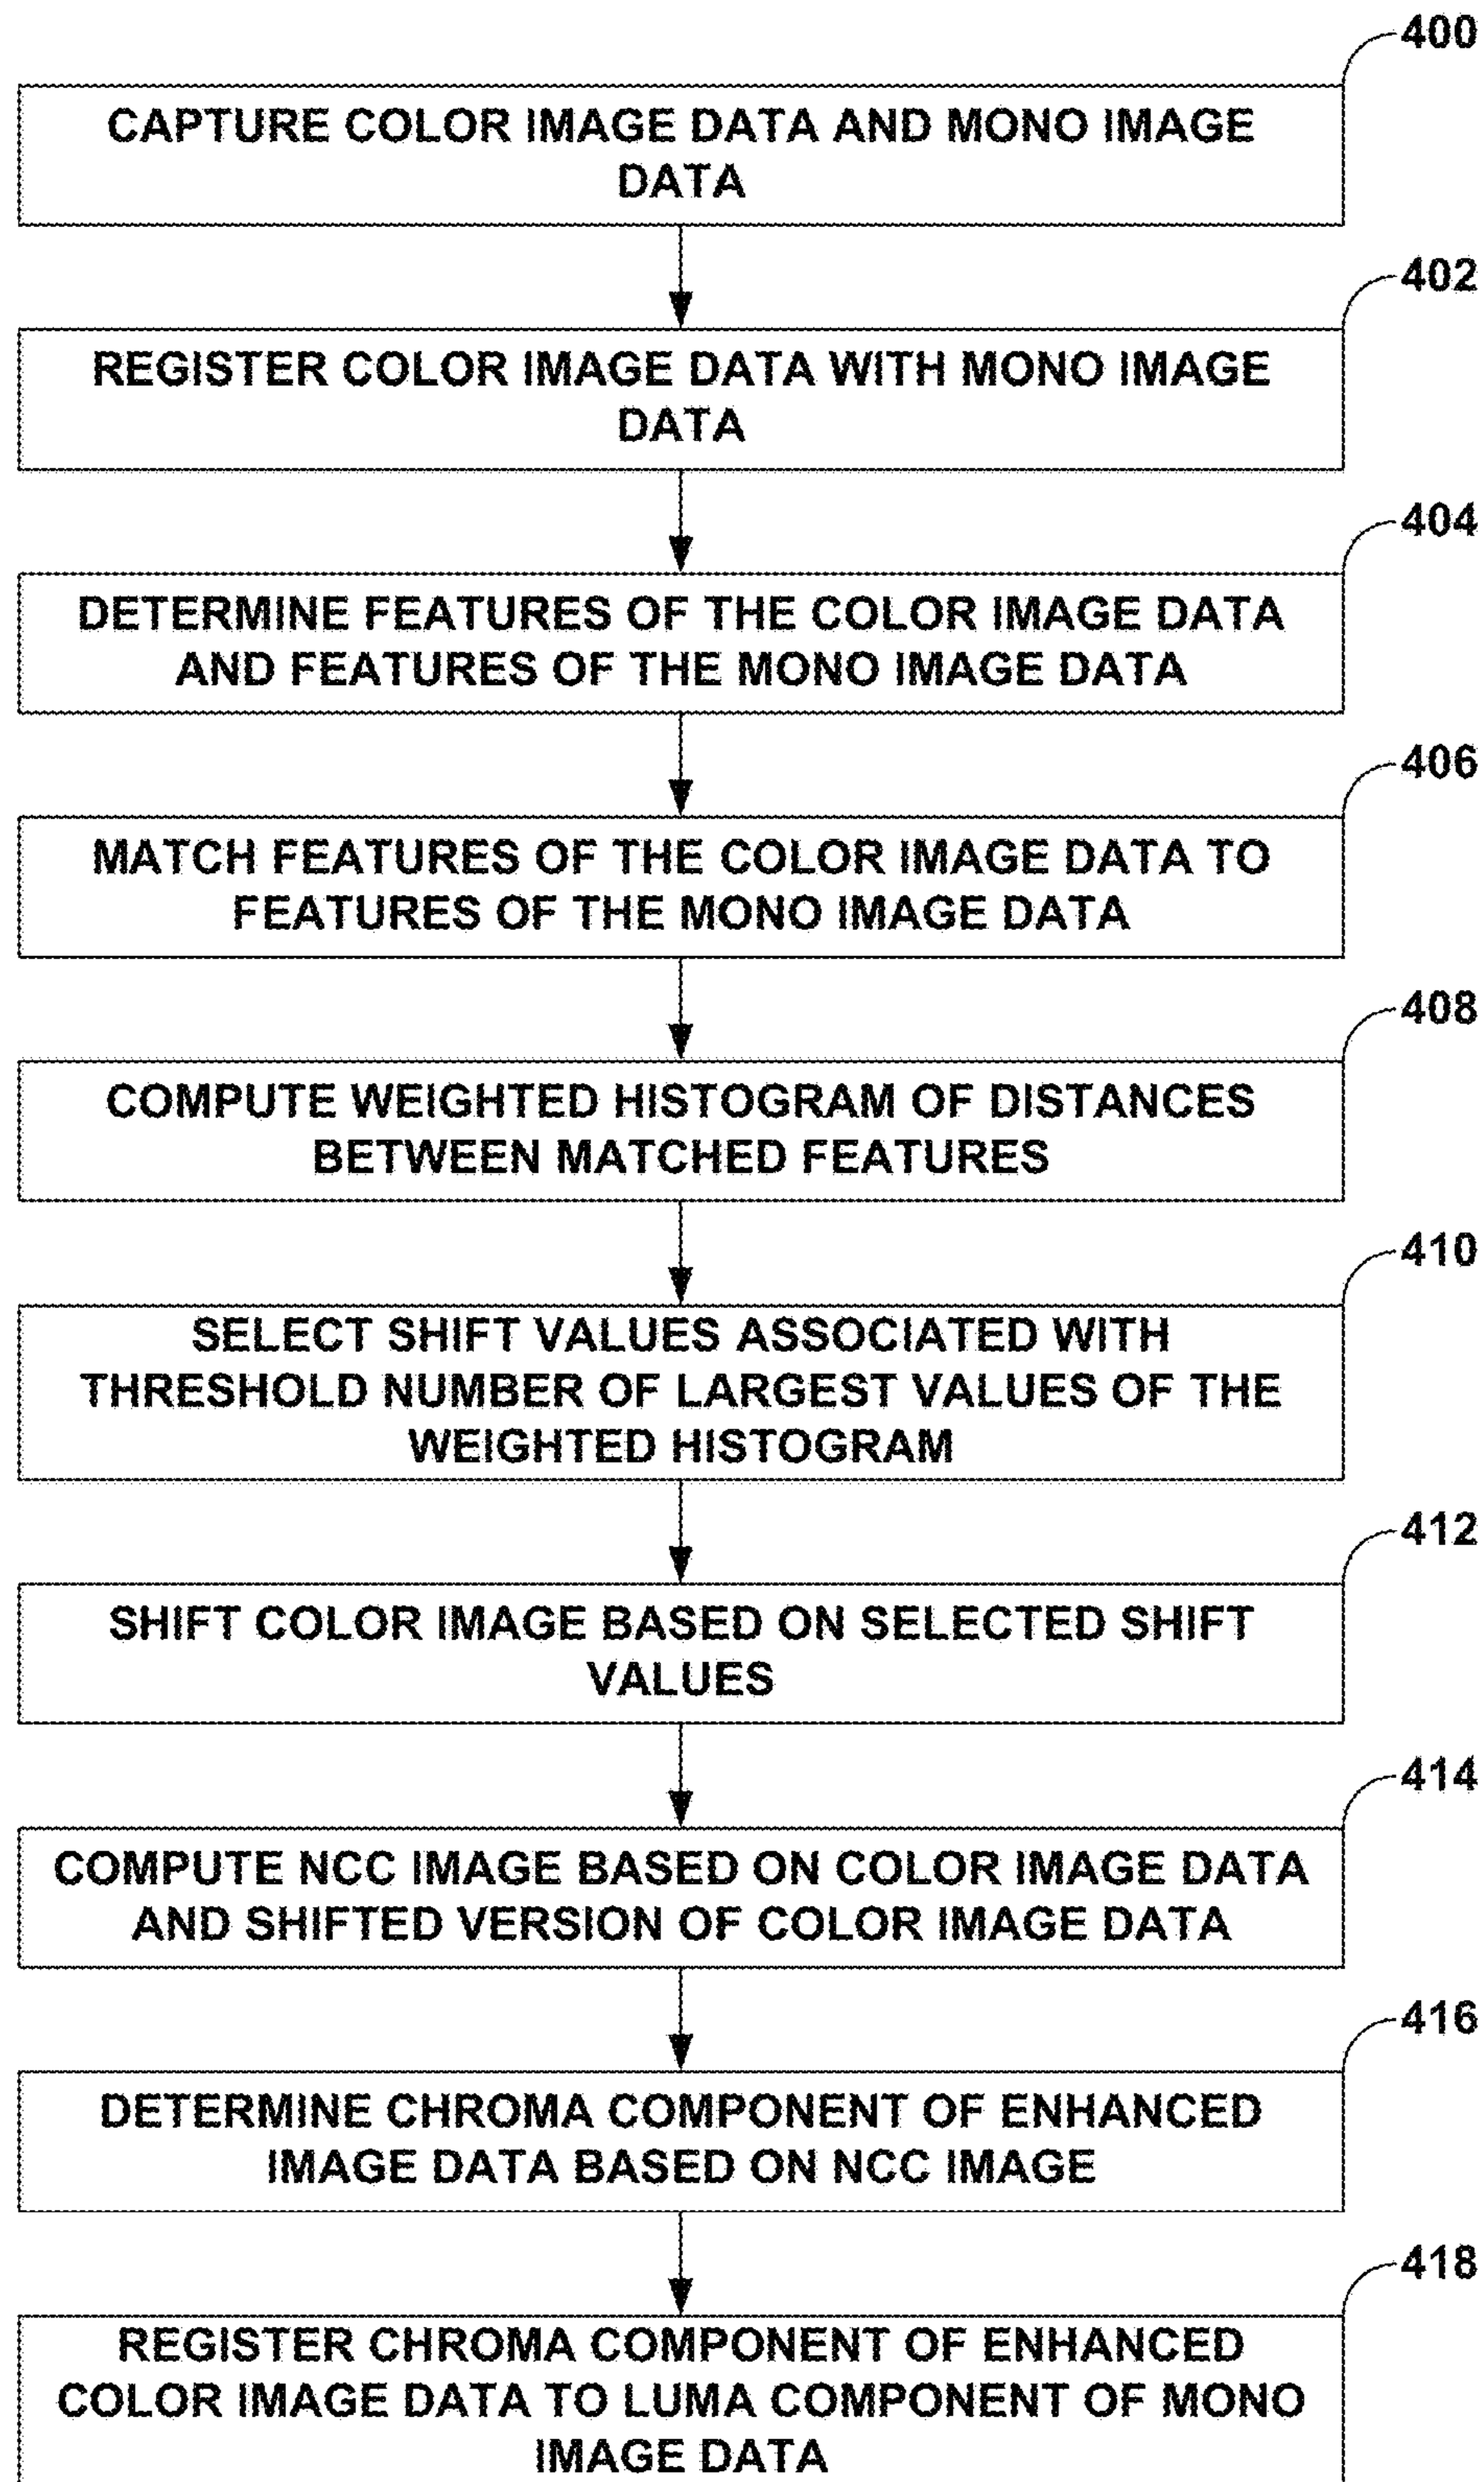 400
CAPTURE COLOR IMAGE DATA AND MONO IMAGE
DATA
402
REGISTER COLOR IMAGE DATA WITH MONO IMAGE
DATA
404
DETERMINE FEATURES OF THE COLOR IMAGE DATA
AND FEATURES OF THE MONO IMAGE DATA
406
MATCH FEATURES OF THE COLOR IMAGE DATA TO
FEATURES OF THE MONO IMAGE DATA
408
COMPUTE WEIGHTED HISTOGRAM OF DISTANCES
BETWEEN MATCHED FEATURES
410
SELECT SHIFT VALUES ASSOCIATED WITH
THRESHOLD NUMBER OF LARGEST VALUES OF THE
WEIGHTED HISTOGRAM
412
SHIFT COLOR IMAGE BASED ON SELECTED SHIFT
VALUES
414
COMPUTE NCC IMAGE BASED ON COLOR IMAGE DATA
AND SHIFTED VERSION OF COLOR IMAGE DATA
416
DETERMINE CHROMA COMPONENT OF ENHANCED
IMAGE DATA BASED ON NCC IMAGE
418
REGISTER CHROMA COMPONENT OF ENHANCED
COLOR IMAGE DATA TO LUMA COMPONENT OF MONO
IMAGE DATA